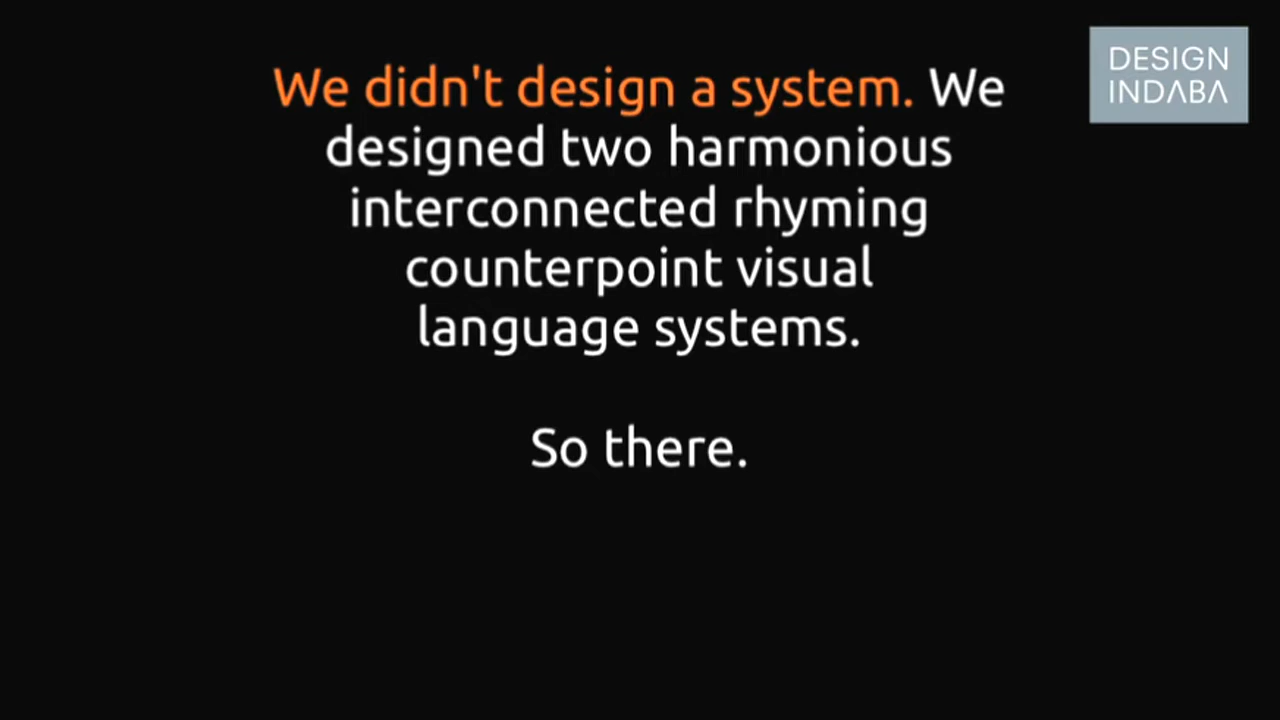 We didn't design a system. We
designed two harmonious
interconnected rhyming
counterpoint visual
language systems.
So there.
DESIGN
INDABA